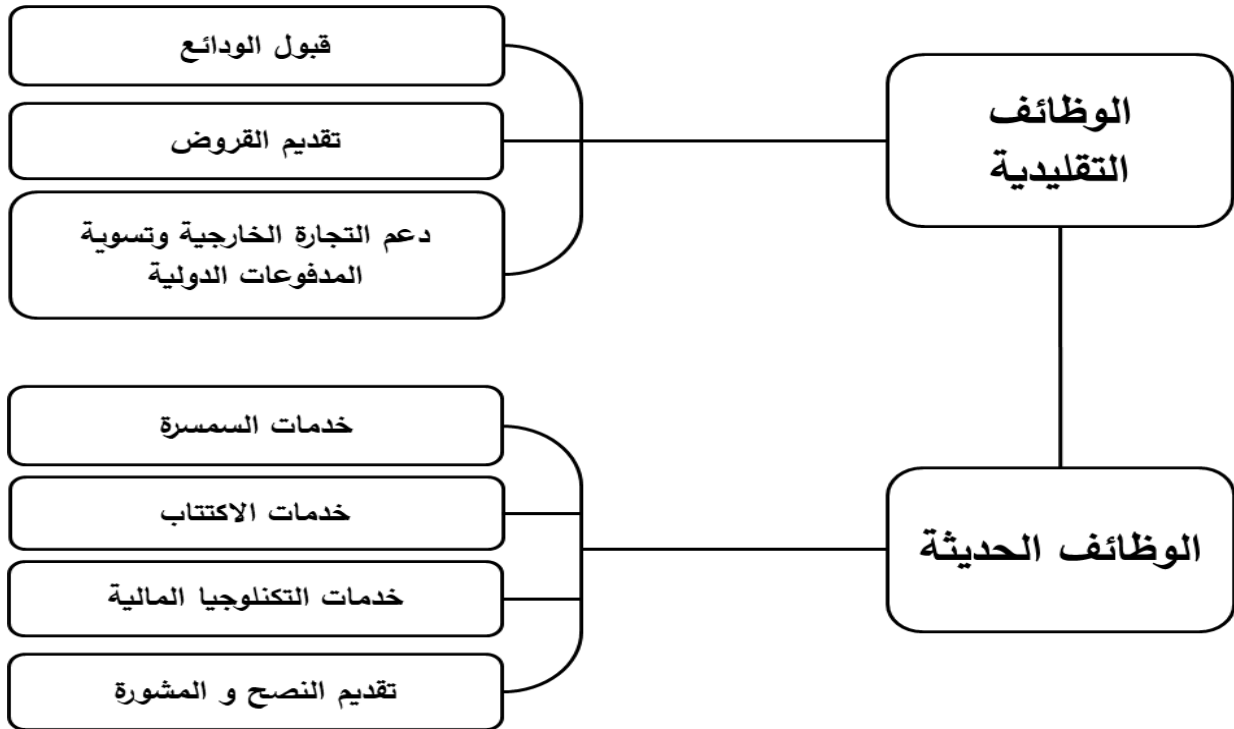 الوظائف
التقليدية
قبول الودائع
تقديم القروض
دعم التجارة الخارجية وتسوية
المدفوعات الدولية
الوظائف الحديثة
خدمات السمسرة
خدمات الاكتتاب
خدمات التكنلوجيا المالية
تقديم النصح و المشورة